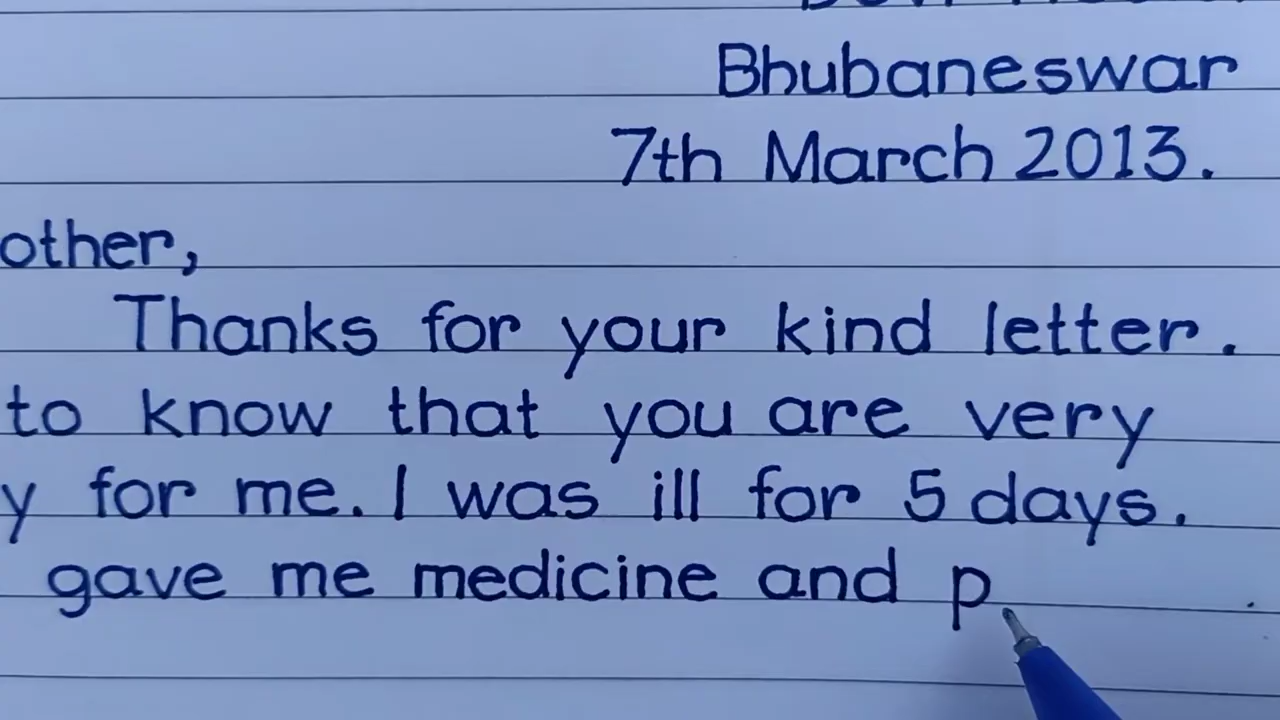 Bhubaneswar
7th March 2013.
other,
Thanks for your kind letter.
to know that you are very
y for me. I was ill for 5 days.
gave me medicine and p